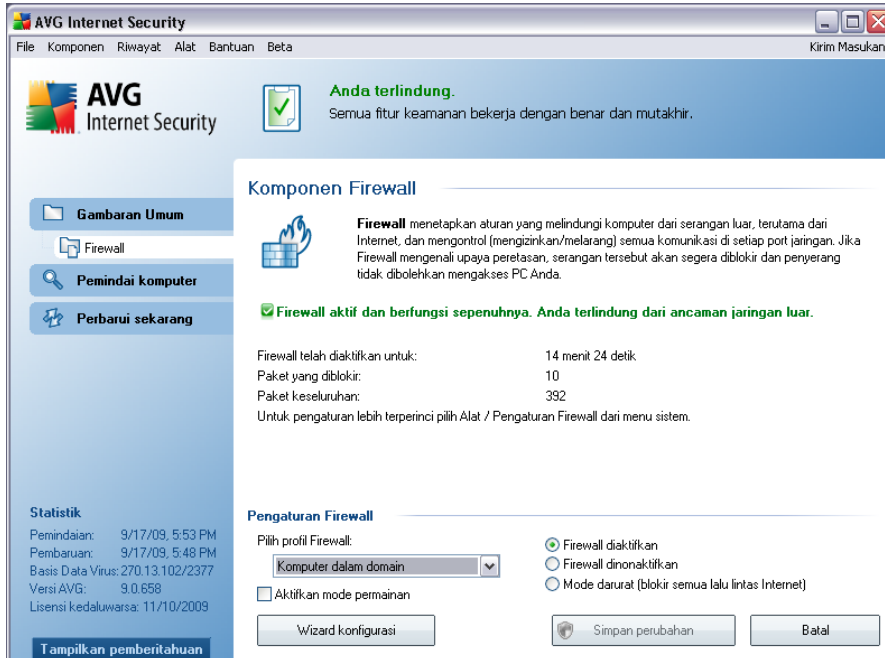 AVG Internet Security
File Komponen Riwayat Alat Bantuan Beta Kirim Masukan
AVG
Internet Security
Anda terlindung.
Semua fitur keamanan bekerja dengan benar dan mutakhir.
Gambaran Umum
Firewall
Pemindai komputer
Perbarui sekarang
Komponen Firewall
Firewall menetapkan aturan yang melindungi komputer dari serangan luar, terutama dari
Internet, dan mengontrol (mengizinkan/melarang) semua komunikasi di setiap port jaringan. Jika
Firewall mengenali upaya peretasan, serangan tersebut akan segera diblokir dan penyerang
tidak dibolehkan mengakses PC Anda.
Firewall aktif dan berfungsi sepenuhnya. Anda terlindung dari ancaman jaringan luar.
Firewall telah diaktifkan untuk: 14 menit 24 detik
Paket yang diblokir: 10
Paket keseluruhan: 392
Untuk pengaturan lebih terperinci pilih Alat / Pengaturan Firewall dari menu sistem.
Statistik
Pemindaian: 9/17/09, 5:53 PM
Pembaruan: 9/17/09, 5:48 PM
Basis Data Virus: 270.13.102/2377
Versi AVG: 9.0.658
Lisensi kedaluwarsa: 11/10/2009
Tampilkan pemberitahuan
Pengaturan Firewall
Pilih profil Firewall:
Komputer dalam domain
Aktifkan mode permainan
Firewall diaktifkan
Firewall dinonaktifkan
Mode darurat (blokir semua lalu lintas Internet)
Wizard konfigurasi
Simpan perubahan
Batal